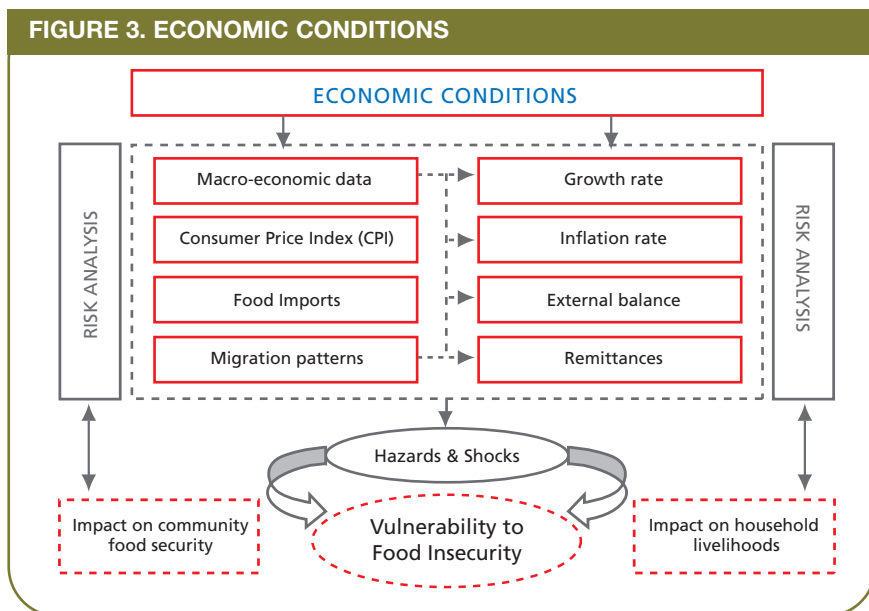 FIGURE 3. ECONOMIC CONDITIONS
ECONOMIC CONDITIONS
RISK ANALYSIS
Macro-economic data
Growth rate
Consumer Price Index (CPI)
Inflation rate
Food Imports
External balance
Migration patterns
Remittances
RISK ANALYSIS
Hazards & Shocks
Impact on community
food security
Vulnerability to
Food Insecurity
Impact on household
livelihoods